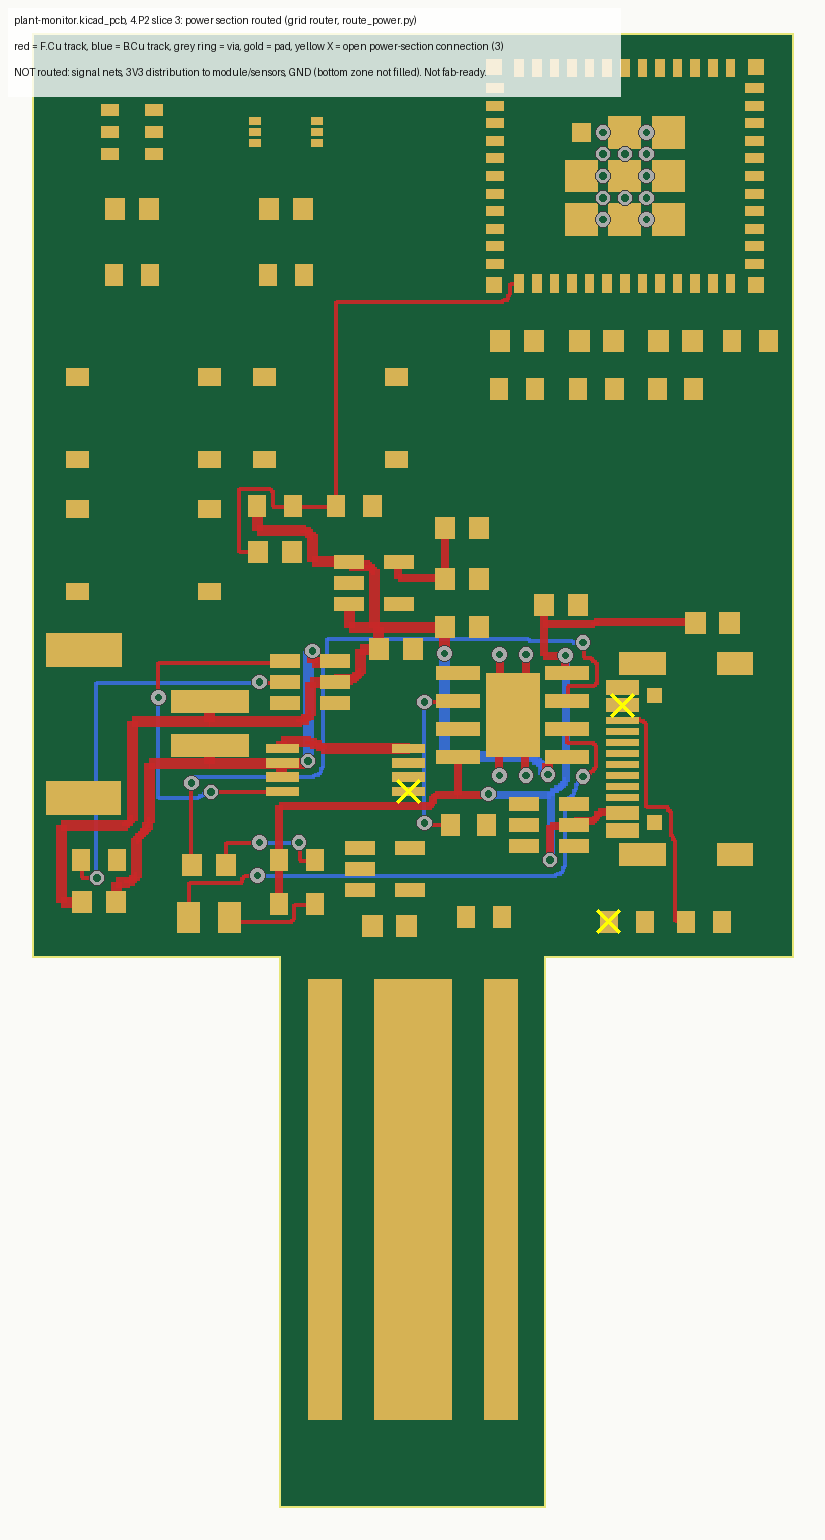 plant-monitor.kicad_pcb, 4.P2 slice 3: power section routed (grid router, route_power.py)
red = F.Cu track, blue = B.Cu track, grey ring = via, gold = pad, yellow X = open power-section connection (3)
NOT routed: signal nets, 3V3 distribution to module/sensors, GND (bottom zone not filled). Not fab-ready.